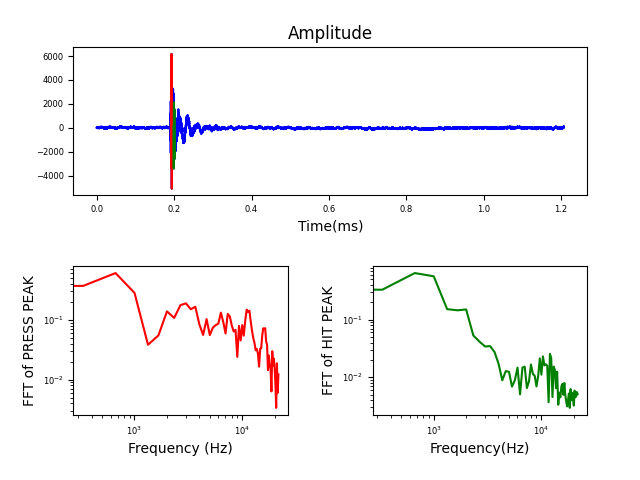 Amplitude
6000
4000
2000
0
−2000
−4000
0.0 0.2 0.4 0.6 0.8 1.0 1.2
Time(ms)
FFT of PRESS PEAK
10⁻¹
10⁻²
10³ 10⁴
Frequency (Hz)
FFT of HIT PEAK
10⁻¹
10⁻²
10³ 10⁴
Frequency(Hz)